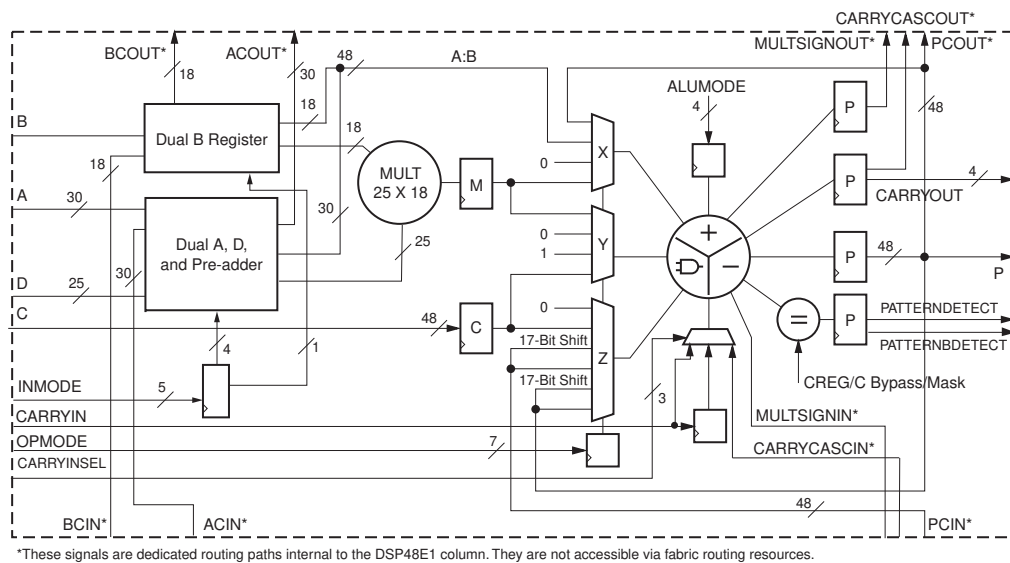 CARRYCASCOUT*
BCOUT* ACOUT* MULTSIGNOUT* PCOUT*
18 30 48 A:B
ALUMODE
4
48
B
18
Dual B Register
18
18
MULT
25 X 18
0
X
P
P
4
CARRYOUT
M
A
30
30
Dual A, D,
and Pre-adder
30
25
0
1
Y
+
–
48
P
P
D
25
C
48
C
0
17-Bit Shift
Z
17-Bit Shift
=
P
PATTERNDETECT
PATTERNBDETECT
CREG/C Bypass/Mask
4
1
INMODE
5
3
CARRYIN
MULTSIGNIN*
OPMODE
7
CARRYCASCIN*
CARRYINSEL
48
BCIN* ACIN* PCIN*
*These signals are dedicated routing paths internal to the DSP48E1 column. They are not accessible via fabric routing resources.